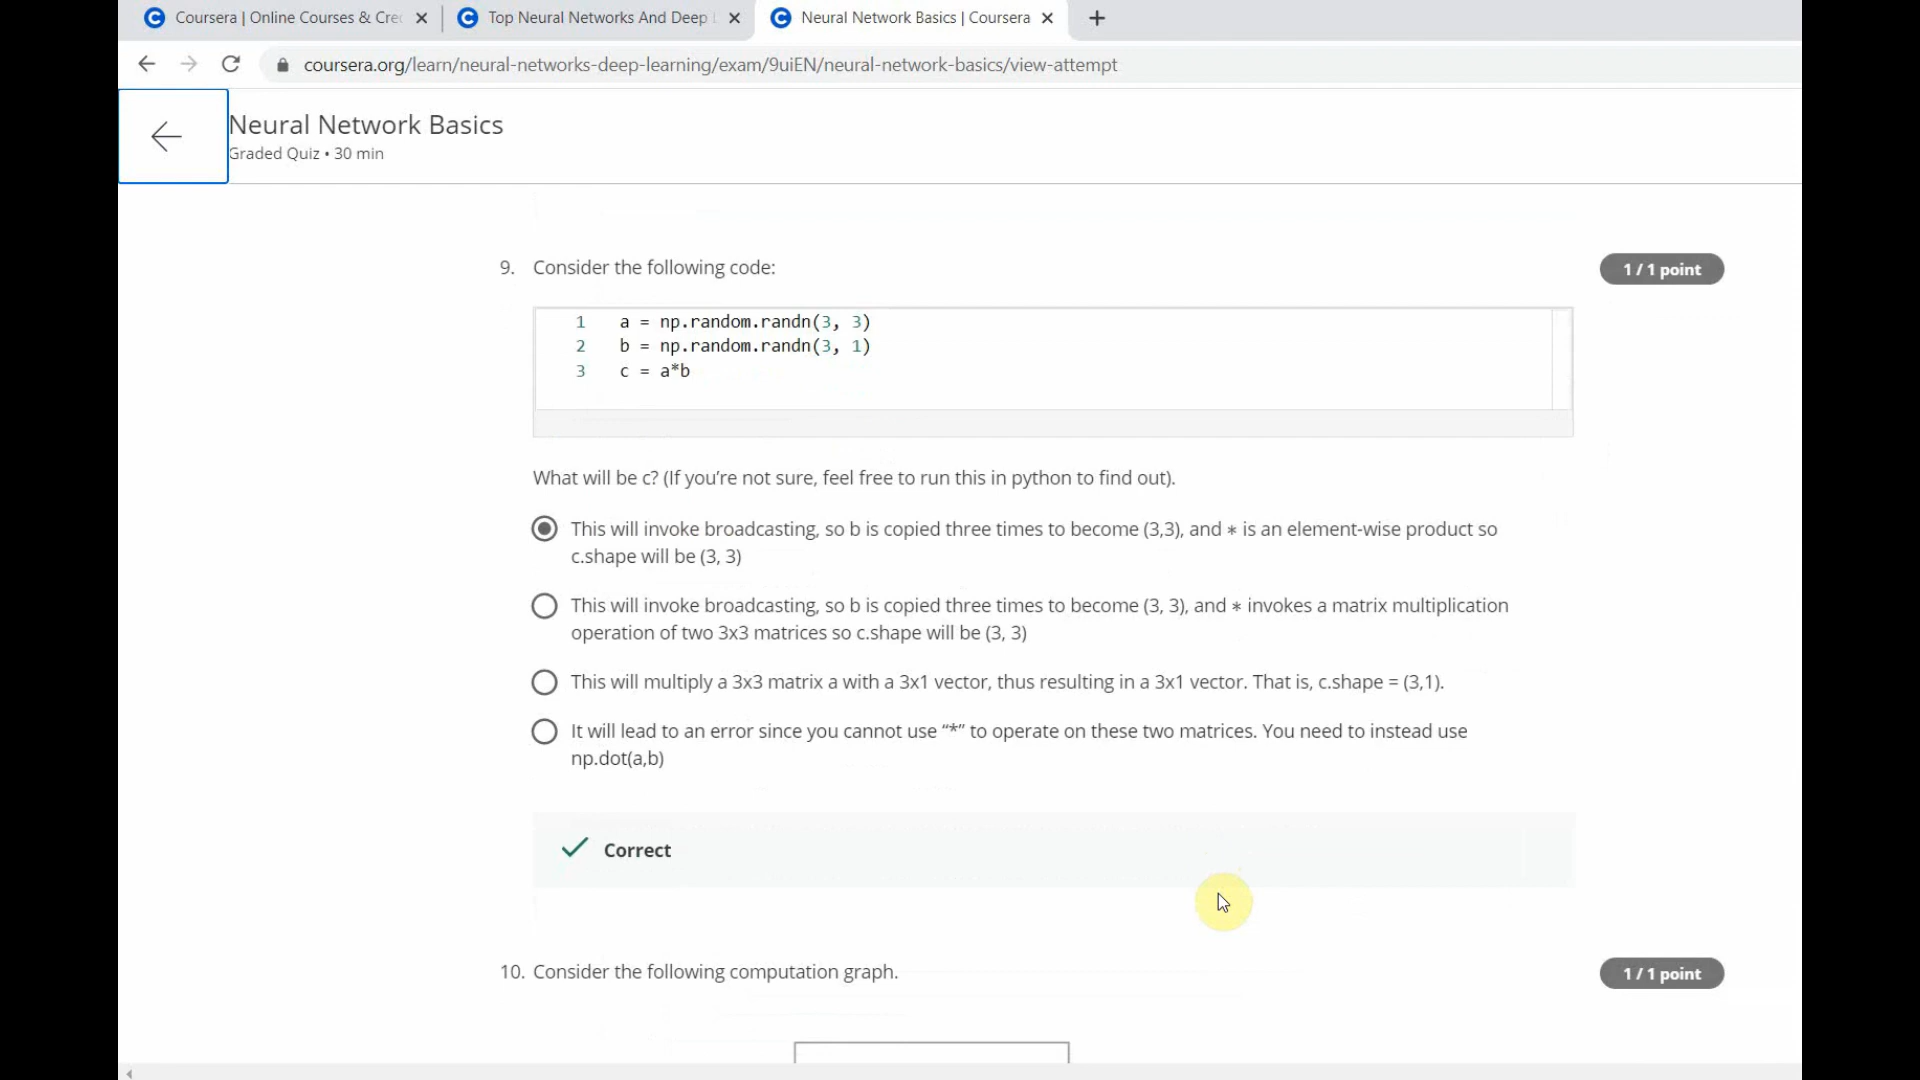 Coursera | Online Courses & Cre
Top Neural Networks And Deep
Neural Network Basics | Coursera
coursera.org/learn/neural-networks-deep-learning/exam/9uiEN/neural-network-basics/view-attempt
Neural Network Basics
Graded Quiz • 30 min
9. Consider the following code:
1 / 1 point
1 a = np.random.randn(3, 3)
2 b = np.random.randn(3, 1)
3 c = a*b
What will be c? (If you’re not sure, feel free to run this in python to find out).
This will invoke broadcasting, so b is copied three times to become (3,3), and ∗ is an element-wise product so
c.shape will be (3, 3)
This will invoke broadcasting, so b is copied three times to become (3, 3), and ∗ invokes a matrix multiplication
operation of two 3x3 matrices so c.shape will be (3, 3)
This will multiply a 3x3 matrix a with a 3x1 vector, thus resulting in a 3x1 vector. That is, c.shape = (3,1).
It will lead to an error since you cannot use “*” to operate on these two matrices. You need to instead use
np.dot(a,b)
Correct
10. Consider the following computation graph.
1 / 1 point